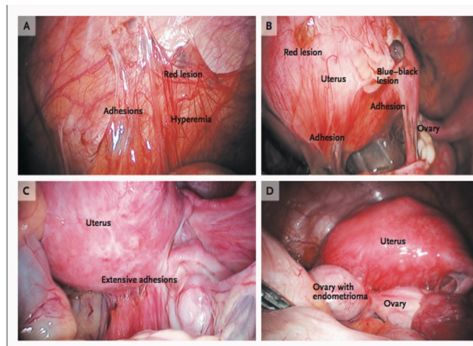 A
Red lesion
Adhesions
Hyperemia
B
Red lesion
Uterus
Blue-black
lesion
Adhesion
Adhesion
Ovary
C
Uterus
Extensive adhesions
D
Uterus
Ovary with
endometrioma
Ovary